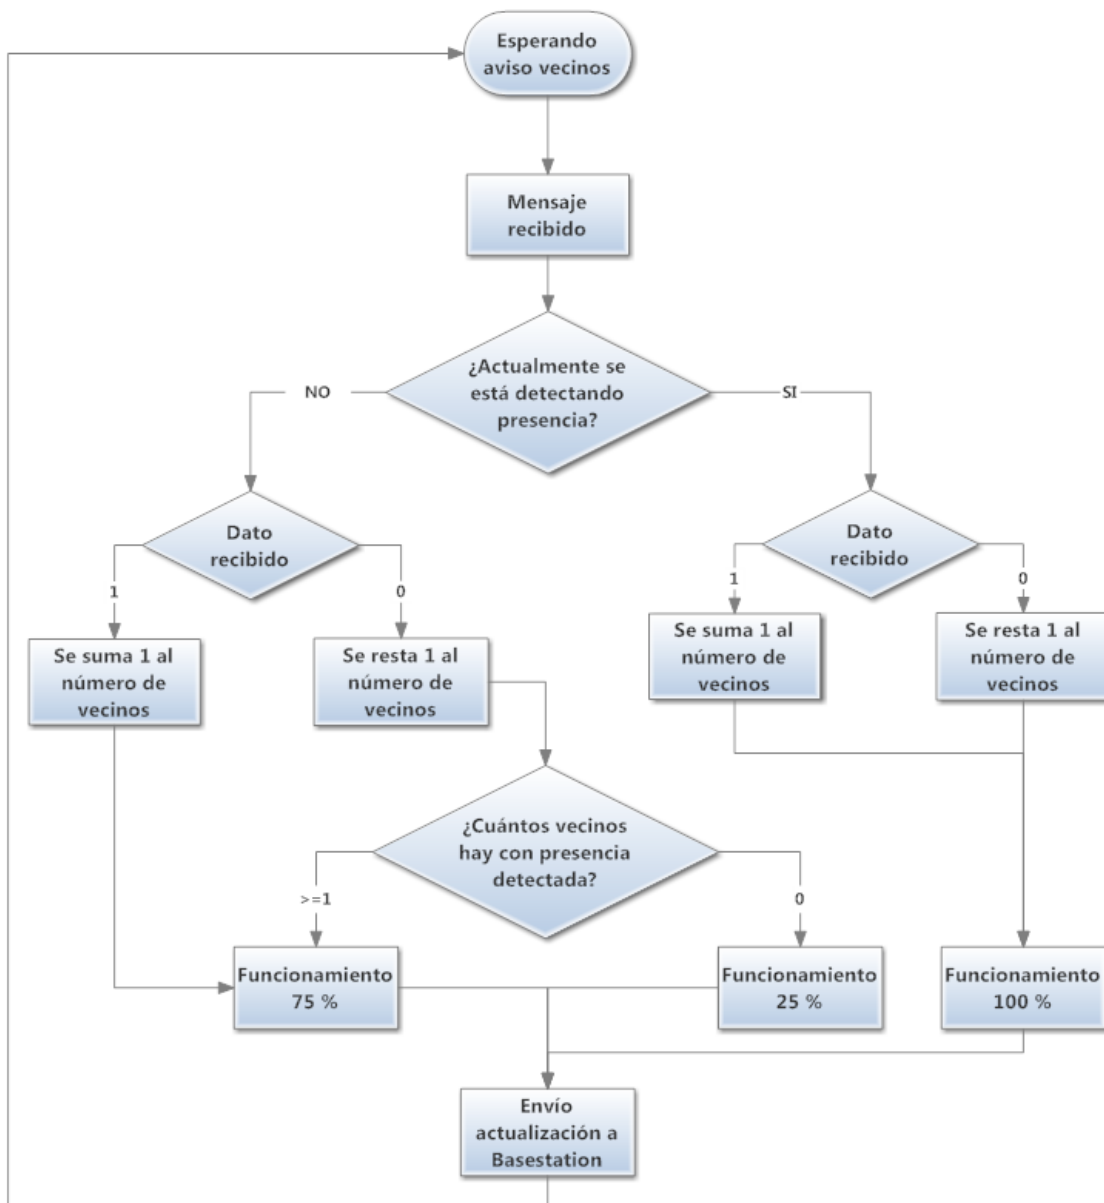 Esperando
aviso vecinos
Mensaje
recibido
¿Actualmente se
está detectando
presencia?
NO
SI
Dato
recibido
Dato
recibido
1
0
1
0
Se suma 1 al
número de
vecinos
Se resta 1 al
número de
vecinos
Se suma 1 al
número de
vecinos
Se resta 1 al
número de
vecinos
¿Cuántos vecinos
hay con presencia
detectada?
>=1
0
Funcionamiento
75 %
Funcionamiento
25 %
Funcionamiento
100 %
Envío
actualización a
Basestation